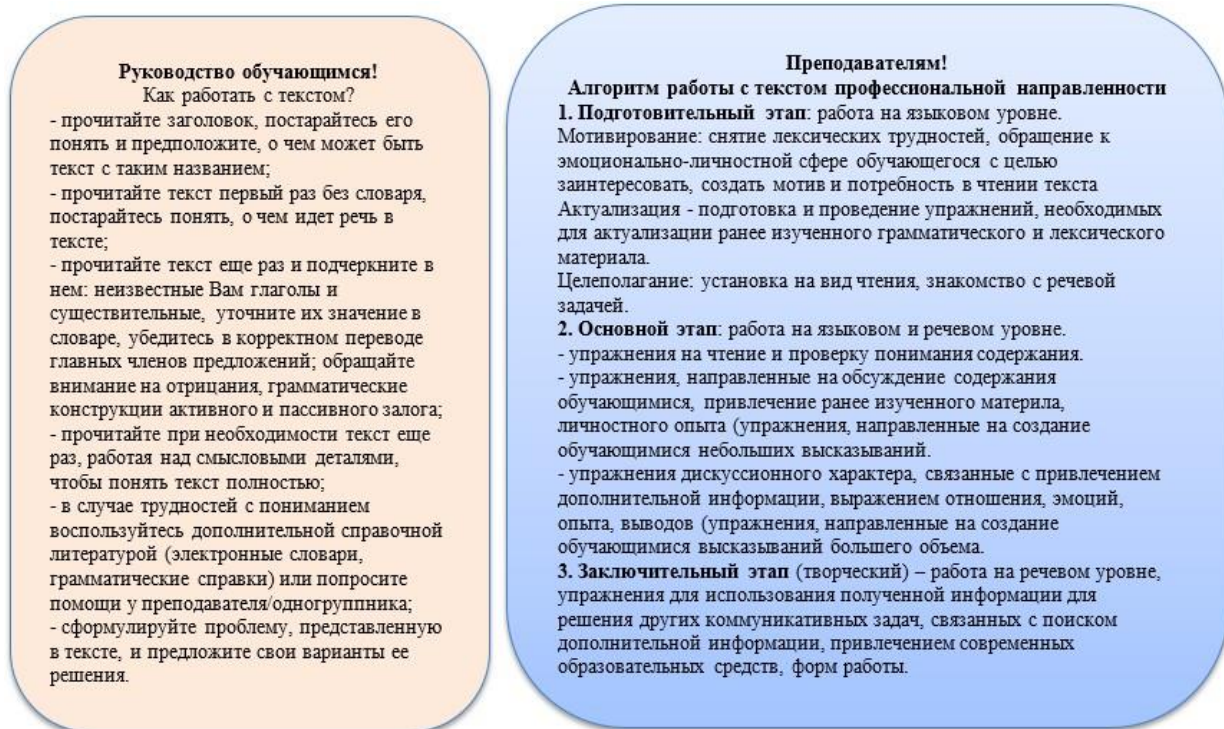 Руководство обучающимся!
Как работать с текстом?
- прочитайте заголовок, постарайтесь его
понять и предположите, о чем может быть
текст с таким названием;
- прочитайте текст первый раз без словаря,
постарайтесь понять, о чем идет речь в
тексте;
- прочитайте текст еще раз и подчеркните в
нем: неизвестные Вам глаголы и
существительные, уточните их значение в
словаре, убедитесь в корректном переводе
главных членов предложений; обращайте
внимание на отрицания, грамматические
конструкции активного и пассивного залога;
- прочитайте при необходимости текст еще
раз, работая над смысловыми деталями,
чтобы понять текст полностью;
- в случае трудностей с пониманием
воспользуйтесь дополнительной справочной
литературой (электронные словари,
грамматические справки) или попросите
помощи у преподавателя/одногруппника;
- сформулируйте проблему, представленную
в тексте, и предложите свои варианты ее
решения.
Преподавателям!
Алгоритм работы с текстом профессиональной направленности
1. Подготовительный этап: работа на языковом уровне.
Мотивирование: снятие лексических трудностей, обращение к
эмоционально-личностной сфере обучающегося с целью
заинтересовать, создать мотив и потребность в чтении текста
Актуализация - подготовка и проведение упражнений, необходимых
для актуализации ранее изученного грамматического и лексического
материала.
Целеполагание: установка на вид чтения, знакомство с речевой
задачей.
2. Основной этап: работа на языковом и речевом уровне.
- упражнения на чтение и проверку понимания содержания.
- упражнения, направленные на обсуждение содержания
обучающимися, привлечение ранее изученного материла,
личностного опыта (упражнения, направленные на создание
обучающимися небольших высказываний.
- упражнения дискуссионного характера, связанные с привлечением
дополнительной информации, выражением отношения, эмоций,
опыта, выводов (упражнения, направленные на создание
обучающимися высказываний большего объема.
3. Заключительный этап (творческий) – работа на речевом уровне,
упражнения для использования полученной информации для
решения других коммуникативных задач, связанных с поиском
дополнительной информации, привлечением современных
образовательных средств, форм работы.